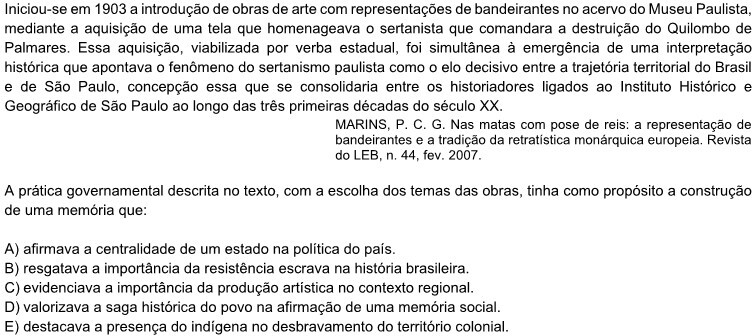 Iniciou-se em 1903 a introdução de obras de arte com representações de bandeirantes no acervo do Museu Paulista,
mediante a aquisição de uma tela que homenageava o sertanista que comandara a destruição do Quilombo de
Palmares. Essa aquisição, viabilizada por verba estadual, foi simultânea à emergência de uma interpretação
histórica que apontava o fenômeno do sertanismo paulista como o elo decisivo entre a trajetória territorial do Brasil
e de São Paulo, concepção essa que se consolidaria entre os historiadores ligados ao Instituto Histórico e
Geográfico de São Paulo ao longo das três primeiras décadas do século XX.
MARINS, P. C. G. Nas matas com pose de reis: a representação de
bandeirantes e a tradição da retratística monárquica europeia. Revista
do LEB, n. 44, fev. 2007.
A prática governamental descrita no texto, com a escolha dos temas das obras, tinha como propósito a construção
de uma memória que:
A) afirmava a centralidade de um estado na política do país.
B) resgatava a importância da resistência escrava na história brasileira.
C) evidenciava a importância da produção artística no contexto regional.
D) valorizava a saga histórica do povo na afirmação de uma memória social.
E) destacava a presença do indígena no desbravamento do território colonial.